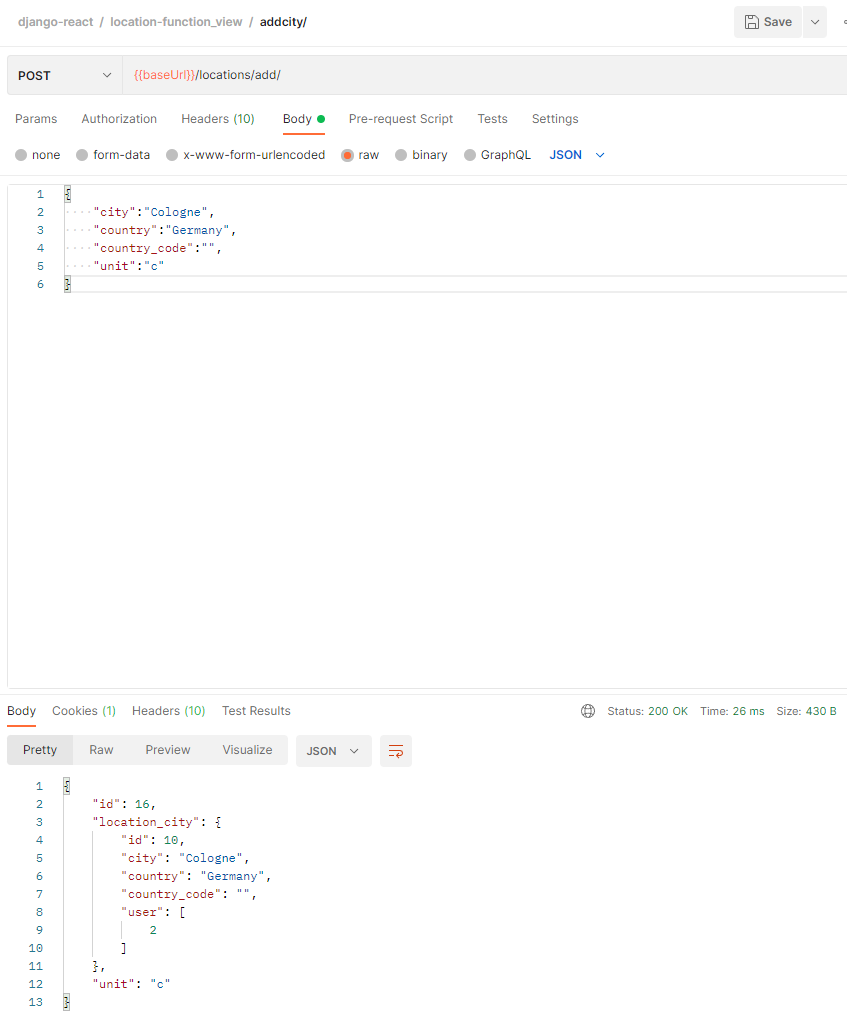 django-react / location-function_view / addcity/
Save
POST
{{baseUrl}}/locations/add/
Params Authorization Headers (10) Body Pre-request Script Tests Settings
none form-data x-www-form-urlencoded raw binary GraphQL JSON
1 {
2 ····"city":"Cologne",
3 ····"country":"Germany",
4 ····"country_code":"",
5 ····"unit":"c"
6 }
Body Cookies (1) Headers (10) Test Results Status: 200 OK Time: 26 ms Size: 430 B
Pretty Raw Preview Visualize JSON
1 {
2 "id": 16,
3 "location_city": {
4 "id": 10,
5 "city": "Cologne",
6 "country": "Germany",
7 "country_code": "",
8 "user": [
9 2
10 ]
11 },
12 "unit": "c"
13 }